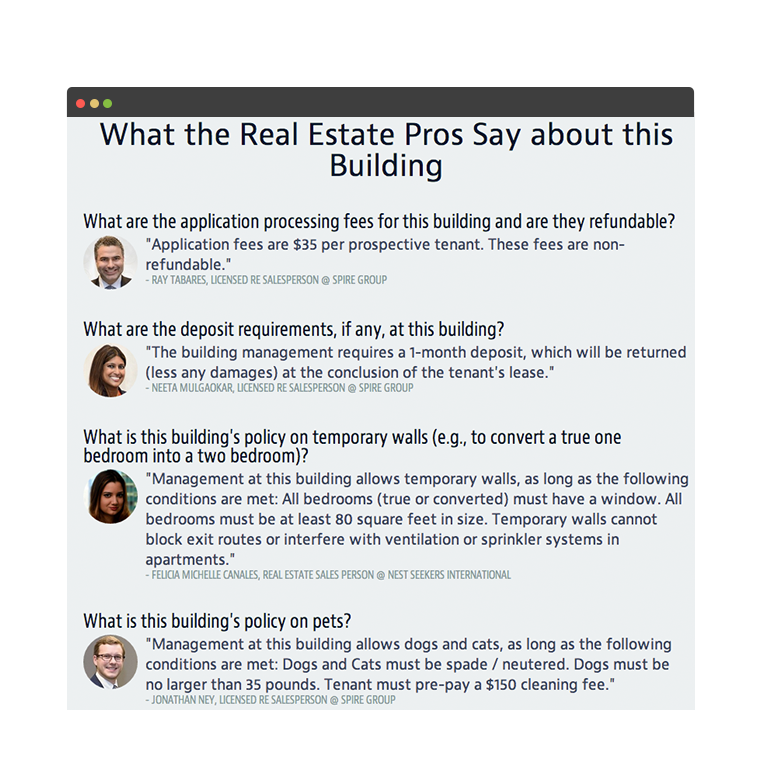 What the Real Estate Pros Say about this
Building
What are the application processing fees for this building and are they refundable?
"Application fees are $35 per prospective tenant. These fees are non-
refundable."
- RAY TABARES, LICENSED RE SALESPERSON @ SPIRE GROUP
What are the deposit requirements, if any, at this building?
"The building management requires a 1-month deposit, which will be returned
(less any damages) at the conclusion of the tenant's lease."
- NEETA MULGAOKAR, LICENSED RE SALESPERSON @ SPIRE GROUP
What is this building's policy on temporary walls (e.g., to convert a true one
bedroom into a two bedroom)?
"Management at this building allows temporary walls, as long as the following
conditions are met: All bedrooms (true or converted) must have a window. All
bedrooms must be at least 80 square feet in size. Temporary walls cannot
block exit routes or interfere with ventilation or sprinkler systems in
apartments."
- FELICIA MICHELLE CANALES, REAL ESTATE SALES PERSON @ NEST SEEKERS INTERNATIONAL
What is this building's policy on pets?
"Management at this building allows dogs and cats, as long as the following
conditions are met: Dogs and Cats must be spade / neutered. Dogs must be
no larger than 35 pounds. Tenant must pre-pay a $150 cleaning fee."
- JONATHAN NEY, LICENSED RE SALESPERSON @ SPIRE GROUP